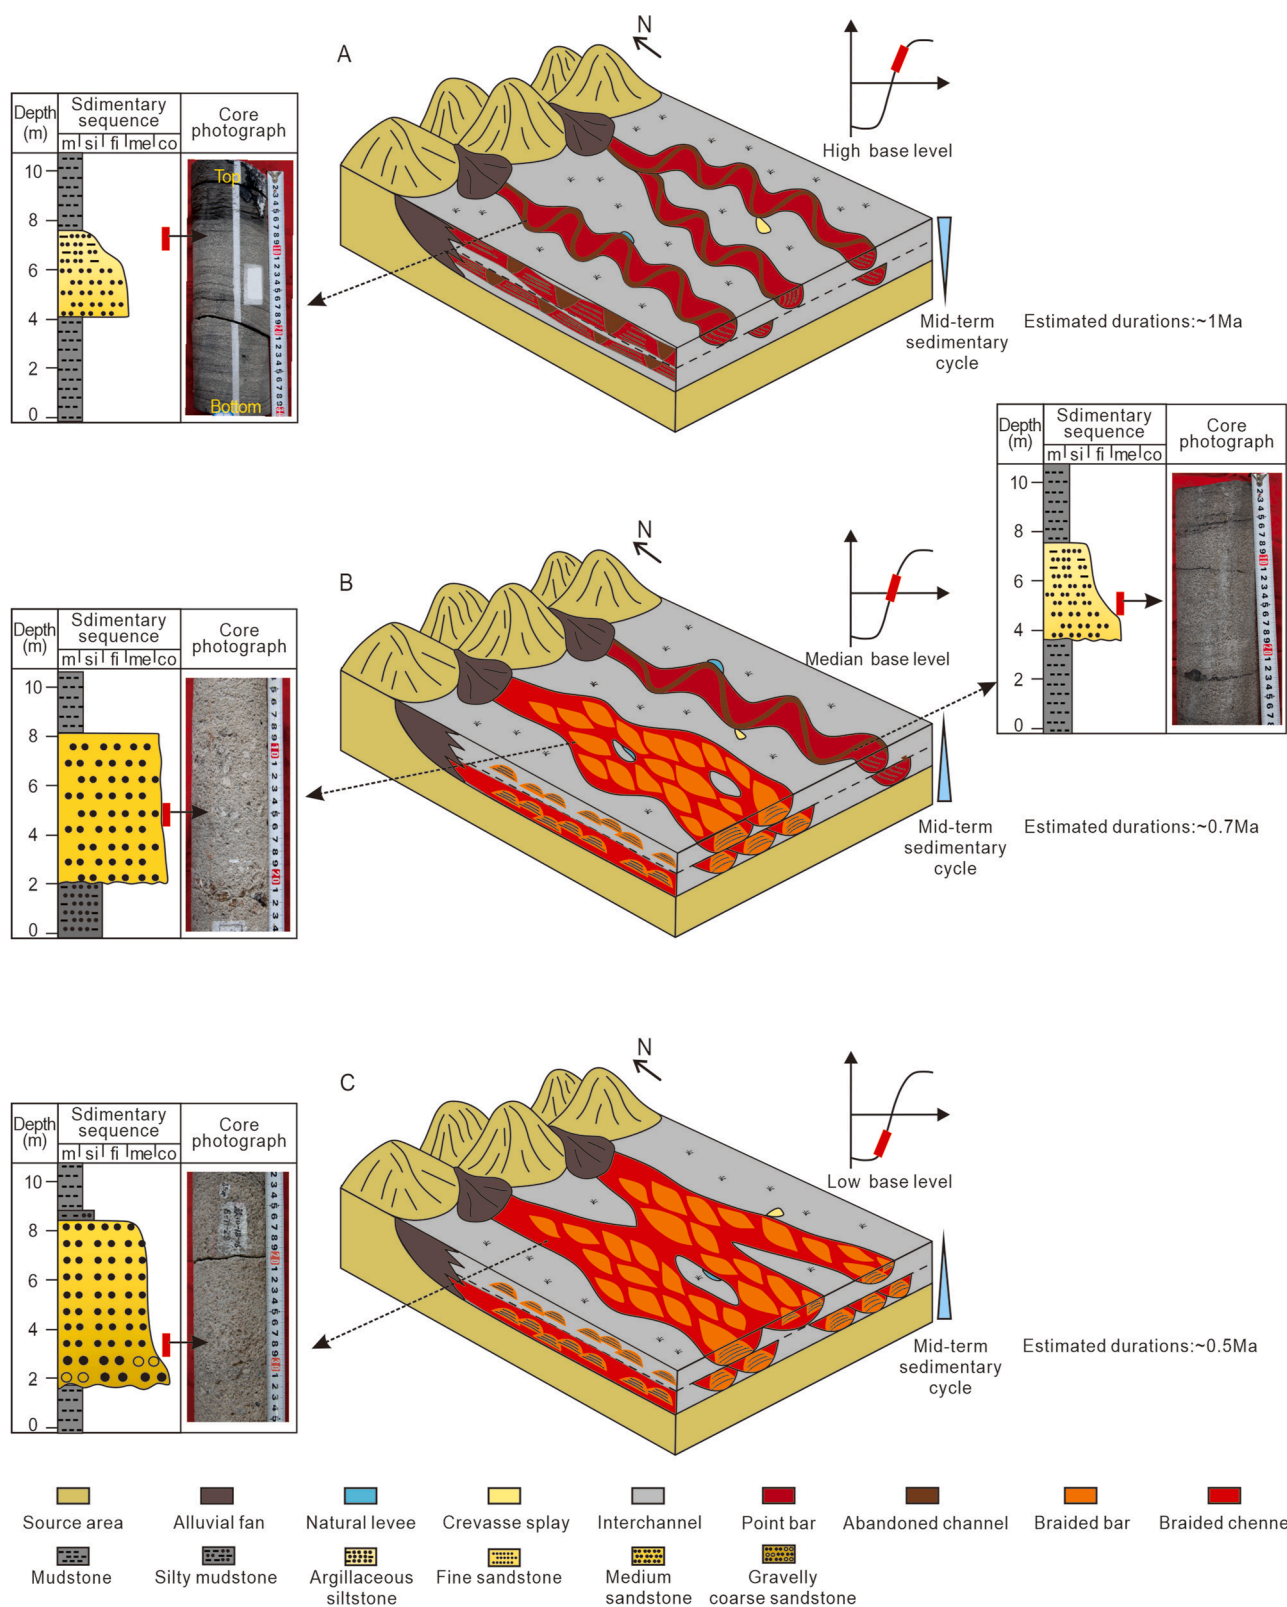 A
N
High base level
Depth (m)
Sdimentary sequence
m si fi me co
Core photograph
10
8
6
4
2
0
Top
Bottom
Mid-term sedimentary cycle
Estimated durations:~1Ma
Depth (m)
Sdimentary sequence
m si fi me co
Core photograph
10
8
6
4
2
0
B
N
Median base level
Depth (m)
Sdimentary sequence
m si fi me co
Core photograph
10
8
6
4
2
0
Mid-term sedimentary cycle
Estimated durations:~0.7Ma
C
N
Low base level
Depth (m)
Sdimentary sequence
m si fi me co
Core photograph
10
8
6
4
2
0
Mid-term sedimentary cycle
Estimated durations:~0.5Ma
Source area
Alluvial fan
Natural levee
Crevasse splay
Interchannel
Point bar
Abandoned channel
Braided bar
Braided chenne
Mudstone
Silty mudstone
Argillaceous siltstone
Fine sandstone
Medium sandstone
Gravelly coarse sandstone